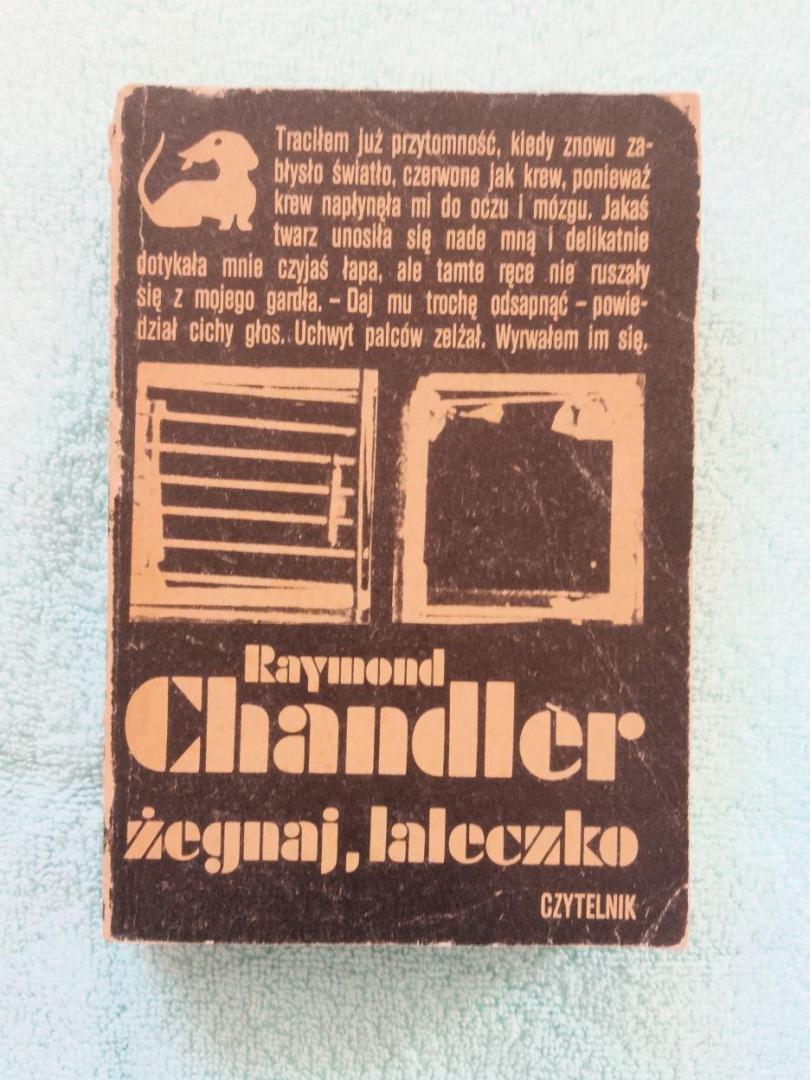 Traciłem już przytomność, kiedy znowu za-
błysło światło, czerwone jak krew, ponieważ
krew napłynęła mi do oczu i mózgu. Jakaś
twarz unosiła się nade mną i delikatnie
dotykała mnie czyjaś łapa, ale tamte ręce nie ruszały
się z mojego gardła. – Daj mu trochę odsapnąć – powie-
dział cichy głos. Uchwyt palców zelżał. Wyrwałem im się.
Raymond
Chandler
żegnaj, laleczko
CZYTELNIK